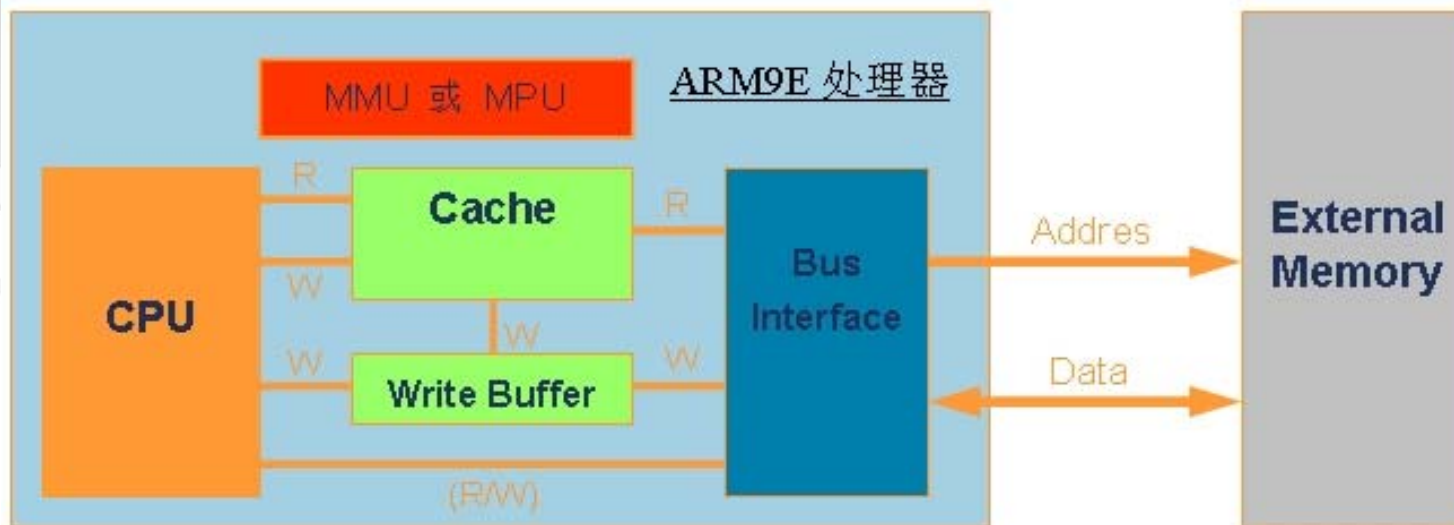 MMU 或 MPU
ARM9E 处理器
R
Cache
R
W
CPU
Bus
Interface
W
W
Write Buffer
W
(R/W)
Addres
Data
External
Memory